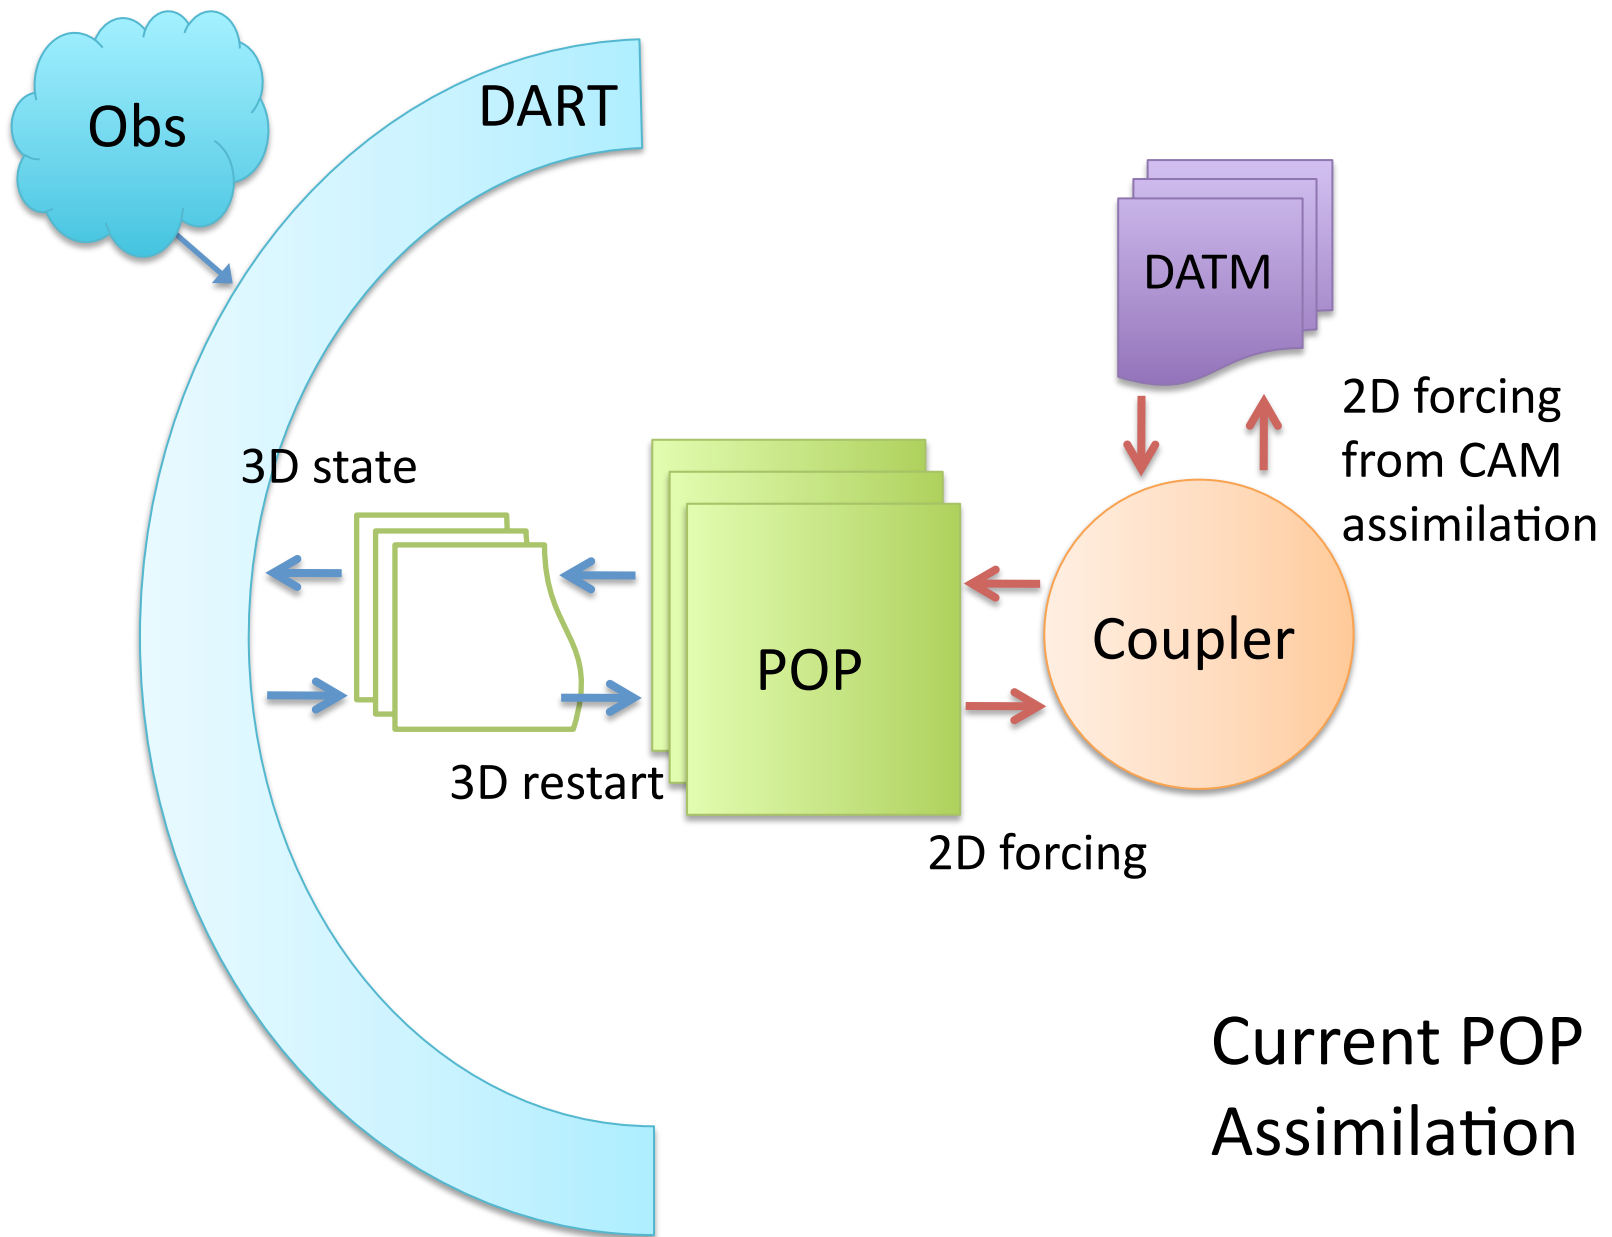 Obs
DART
DATM
2D forcing
from CAM
assimilation
3D state
POP
Coupler
3D restart
2D forcing
Current POP
Assimilation